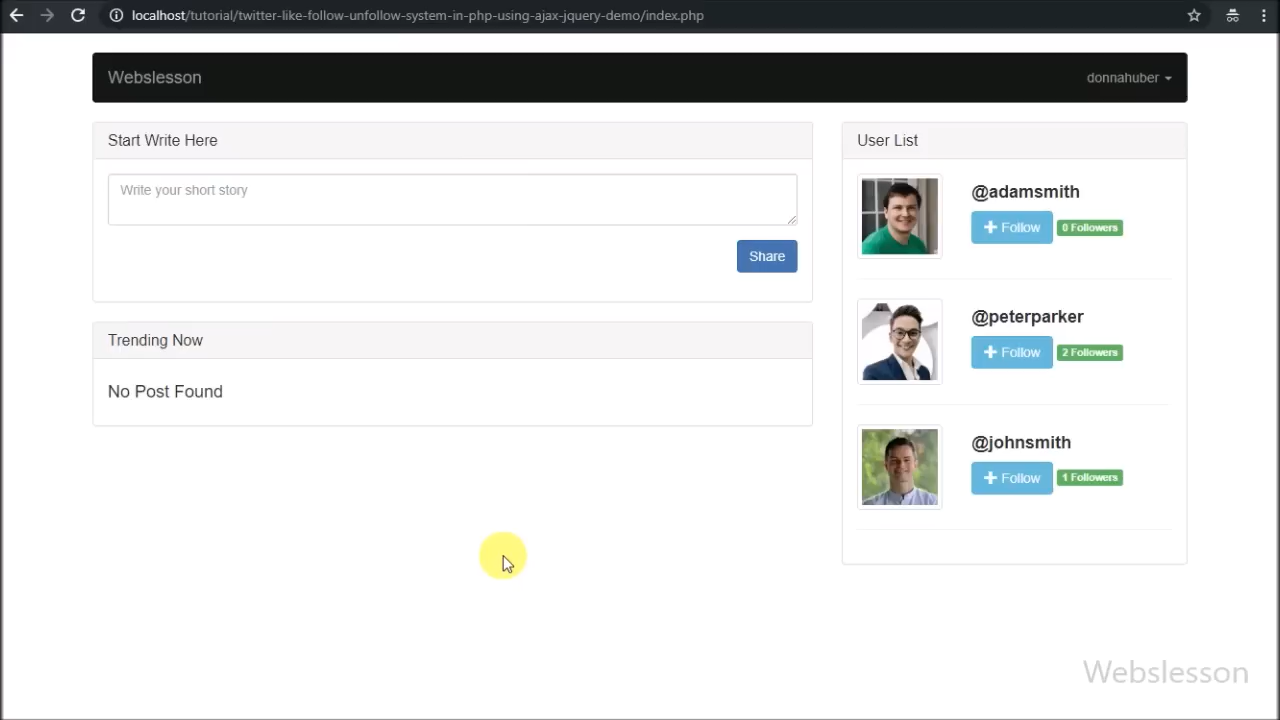 localhost/tutorial/twitter-like-follow-unfollow-system-in-php-using-ajax-jquery-demo/index.php
Webslesson
donnahuber
Start Write Here
Write your short story
Share
Trending Now
No Post Found
User List
@adamsmith
Follow 0 Followers
@peterparker
Follow 2 Followers
@johnsmith
Follow 1 Followers
Webslesson